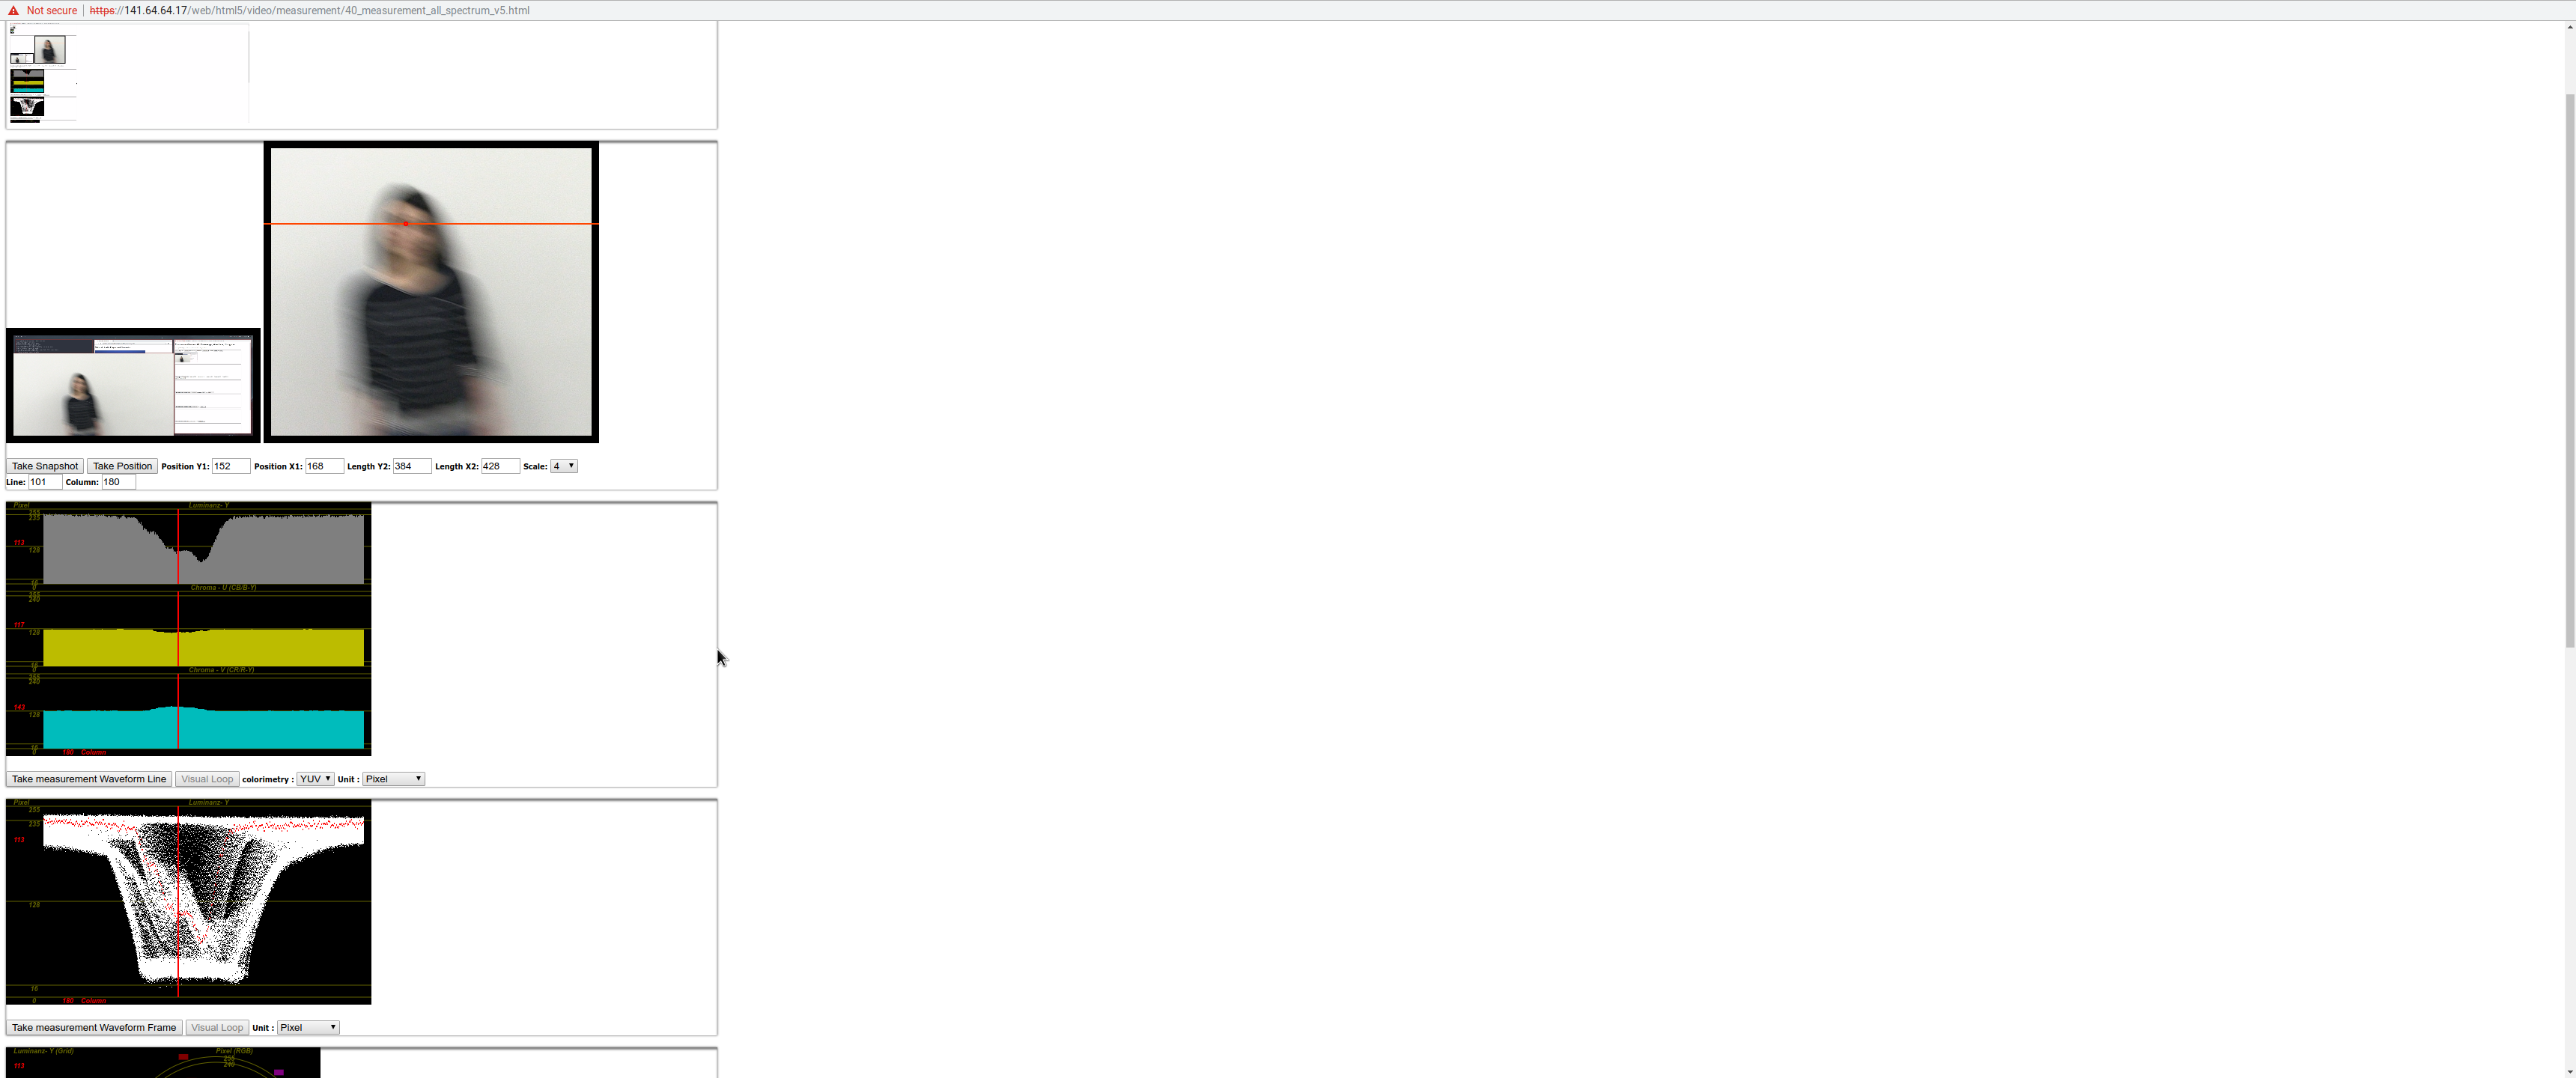 Not secure https://141.64.64.17/web/html5/video/measurement/40_measurement_all_spectrum_v5.html
Take Snapshot Take Position Position Y1: 152 Position X1: 168 Length Y2: 384 Length X2: 428 Scale: 4
Line: 101 Column: 180
Pixel Luminanz- Y
255
235
113
128
16
0
Chroma - U (CB/B-Y)
255
240
117
128
16
0
Chroma - V (CR/R-Y)
255
240
143
128
16
0 180 Column
Take measurement Waveform Line Visual Loop colorimetry : YUV Unit : Pixel
Pixel Luminanz- Y
255
235
113
128
16
0 180 Column
Take measurement Waveform Frame Visual Loop Unit : Pixel
Luminanz- Y (Grid) Pixel (RGB)
255
240
113